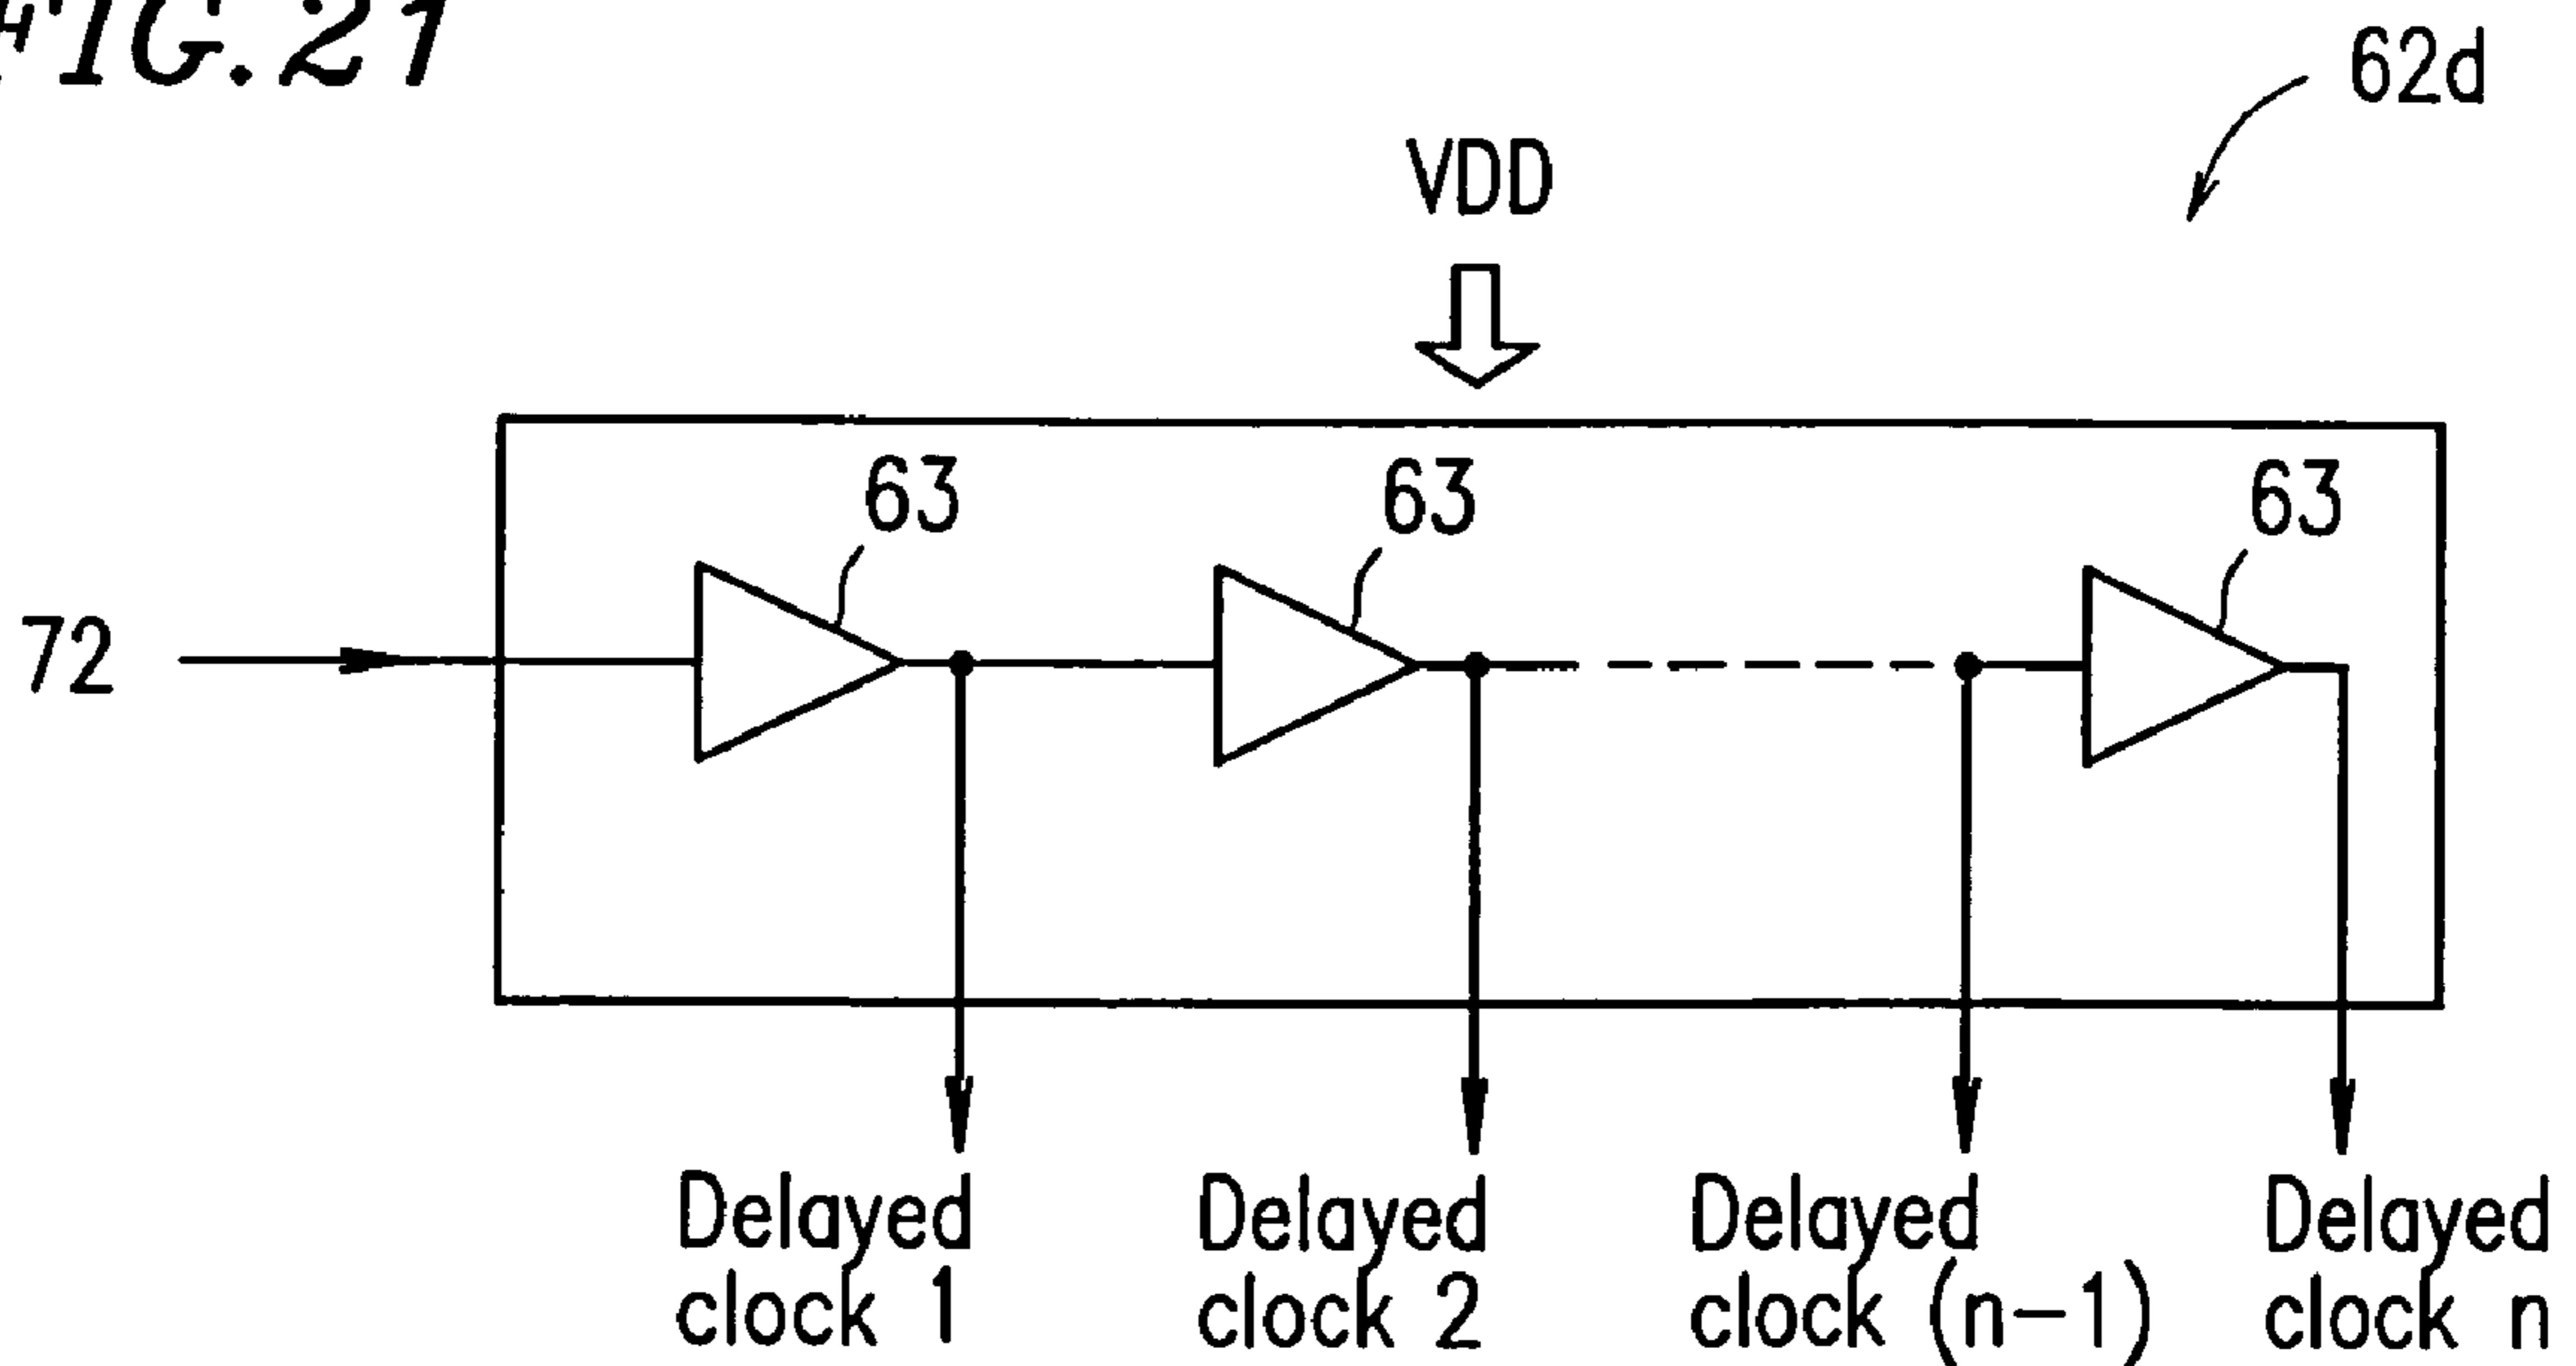 FIG. 21
62d
VDD
63
63
63
72
Delayed
clock 1
Delayed
clock 2
Delayed
clock (n-1)
Delayed
clock n